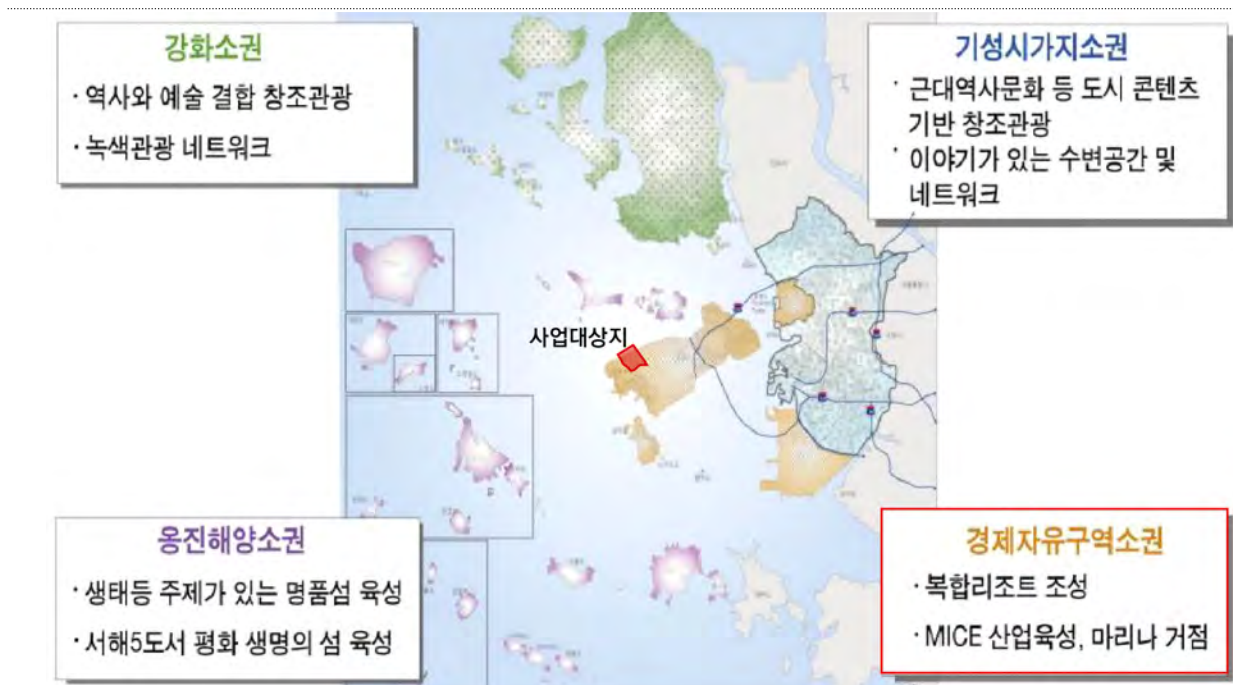 강화소권
· 역사와 예술 결합 창조관광
· 녹색관광 네트워크
기성시가지소권
· 근대역사문화 등 도시 콘텐츠
기반 창조관광
· 이야기가 있는 수변공간 및
네트워크
사업대상지
옹진해양소권
· 생태등 주제가 있는 명품섬 육성
· 서해5도서 평화 생명의 섬 육성
경제자유구역소권
· 복합리조트 조성
· MICE 산업육성, 마리나 거점